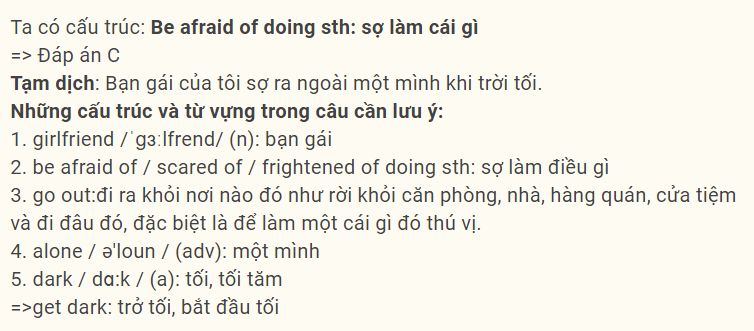 Ta có cấu trúc: Be afraid of doing sth: sợ làm cái gì
=> Đáp án C
Tạm dịch: Bạn gái của tôi sợ ra ngoài một mình khi trời tối.
Những cấu trúc và từ vựng trong câu cần lưu ý:
1. girlfriend /ˈɡɜːlfrend/ (n): bạn gái
2. be afraid of / scared of / frightened of doing sth: sợ làm điều gì
3. go out:đi ra khỏi nơi nào đó như rời khỏi căn phòng, nhà, hàng quán, cửa tiệm
và đi đâu đó, đặc biệt là để làm một cái gì đó thú vị.
4. alone / ə'loun / (adv): một mình
5. dark / dɑ:k / (a): tối, tối tăm
=>get dark: trở tối, bắt đầu tối